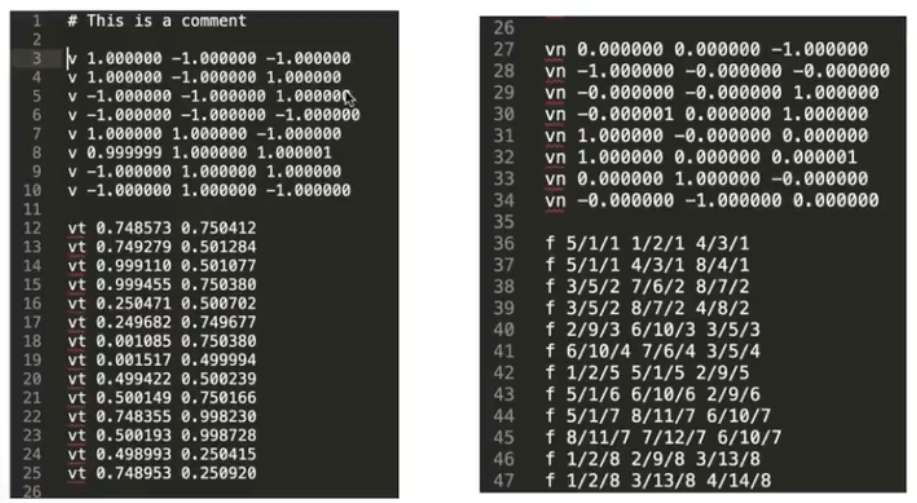 1 # This is a comment
2
3 v 1.000000 -1.000000 -1.000000
4 v 1.000000 -1.000000 1.000000
5 v -1.000000 -1.000000 1.000000
6 v -1.000000 -1.000000 -1.000000
7 v 1.000000 1.000000 -1.000000
8 v 0.999999 1.000000 1.000001
9 v -1.000000 1.000000 1.000000
10 v -1.000000 1.000000 -1.000000
11
12 vt 0.748573 0.750412
13 vt 0.749279 0.501284
14 vt 0.999110 0.501077
15 vt 0.999455 0.750380
16 vt 0.250471 0.500702
17 vt 0.249682 0.749677
18 vt 0.001085 0.750380
19 vt 0.001517 0.499994
20 vt 0.499422 0.500239
21 vt 0.500149 0.750166
22 vt 0.748355 0.998230
23 vt 0.500193 0.998728
24 vt 0.498993 0.250415
25 vt 0.748953 0.250920
26
26
27 vn 0.000000 0.000000 -1.000000
28 vn -1.000000 -0.000000 -0.000000
29 vn -0.000000 -0.000000 1.000000
30 vn -0.000001 0.000000 1.000000
31 vn 1.000000 -0.000000 0.000000
32 vn 1.000000 0.000000 0.000001
33 vn 0.000000 1.000000 -0.000000
34 vn -0.000000 -1.000000 0.000000
35
36 f 5/1/1 1/2/1 4/3/1
37 f 5/1/1 4/3/1 8/4/1
38 f 3/5/2 7/6/2 8/7/2
39 f 3/5/2 8/7/2 4/8/2
40 f 2/9/3 6/10/3 3/5/3
41 f 6/10/4 7/6/4 3/5/4
42 f 1/2/5 5/1/5 2/9/5
43 f 5/1/6 6/10/6 2/9/6
44 f 5/1/7 8/11/7 6/10/7
45 f 8/11/7 7/12/7 6/10/7
46 f 1/2/8 2/9/8 3/13/8
47 f 1/2/8 3/13/8 4/14/8